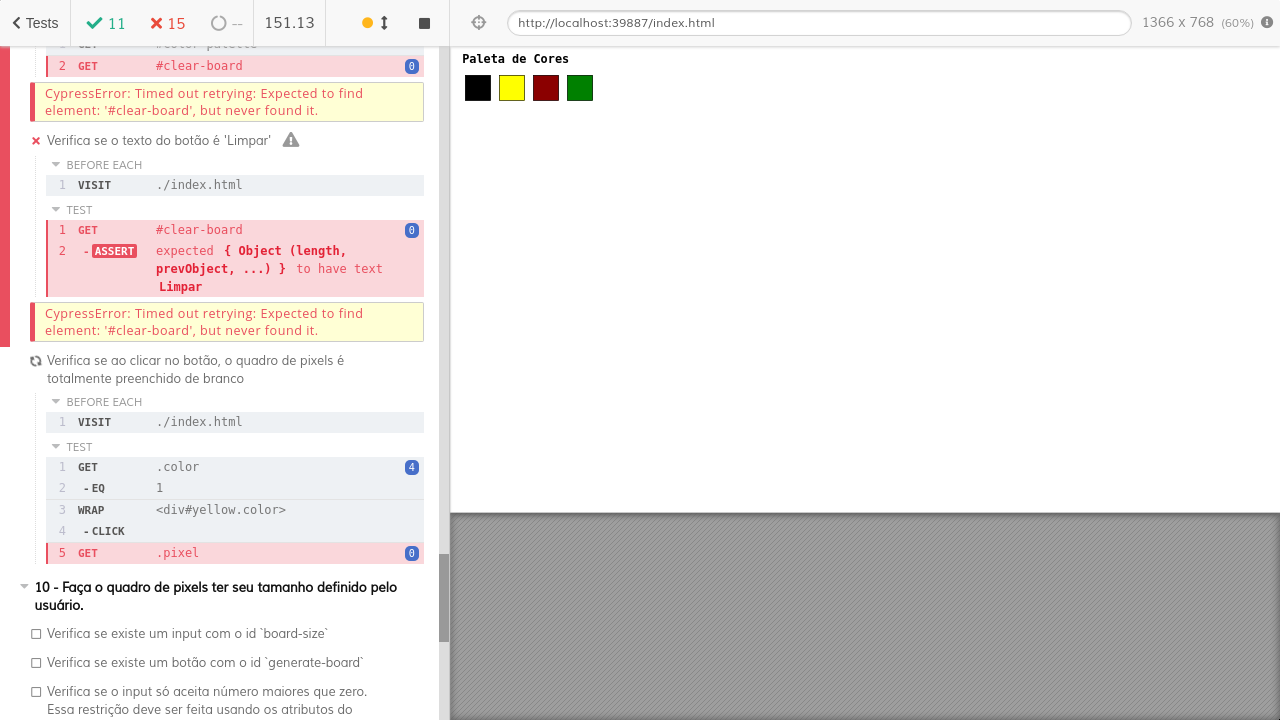 Tests 11 15 -- 151.13
http://localhost:39887/index.html 1366 x 768 (60%)
1 GET #color-palette
2 GET #clear-board 0
CypressError: Timed out retrying: Expected to find
element: '#clear-board', but never found it.
Verifica se o texto do botão é 'Limpar'
BEFORE EACH
1 VISIT ./index.html
TEST
1 GET #clear-board 0
2 -ASSERT expected { Object (length,
prevObject, ...) } to have text
Limpar
CypressError: Timed out retrying: Expected to find
element: '#clear-board', but never found it.
Verifica se ao clicar no botão, o quadro de pixels é
totalmente preenchido de branco
BEFORE EACH
1 VISIT ./index.html
TEST
1 GET .color 4
2 -EQ 1
3 WRAP <div#yellow.color>
4 -CLICK
5 GET .pixel 0
10 - Faça o quadro de pixels ter seu tamanho definido pelo
usuário.
Verifica se existe um input com o id `board-size`
Verifica se existe um botão com o id `generate-board`
Verifica se o input só aceita número maiores que zero.
Essa restrição deve ser feita usando os atributos do
Paleta de Cores